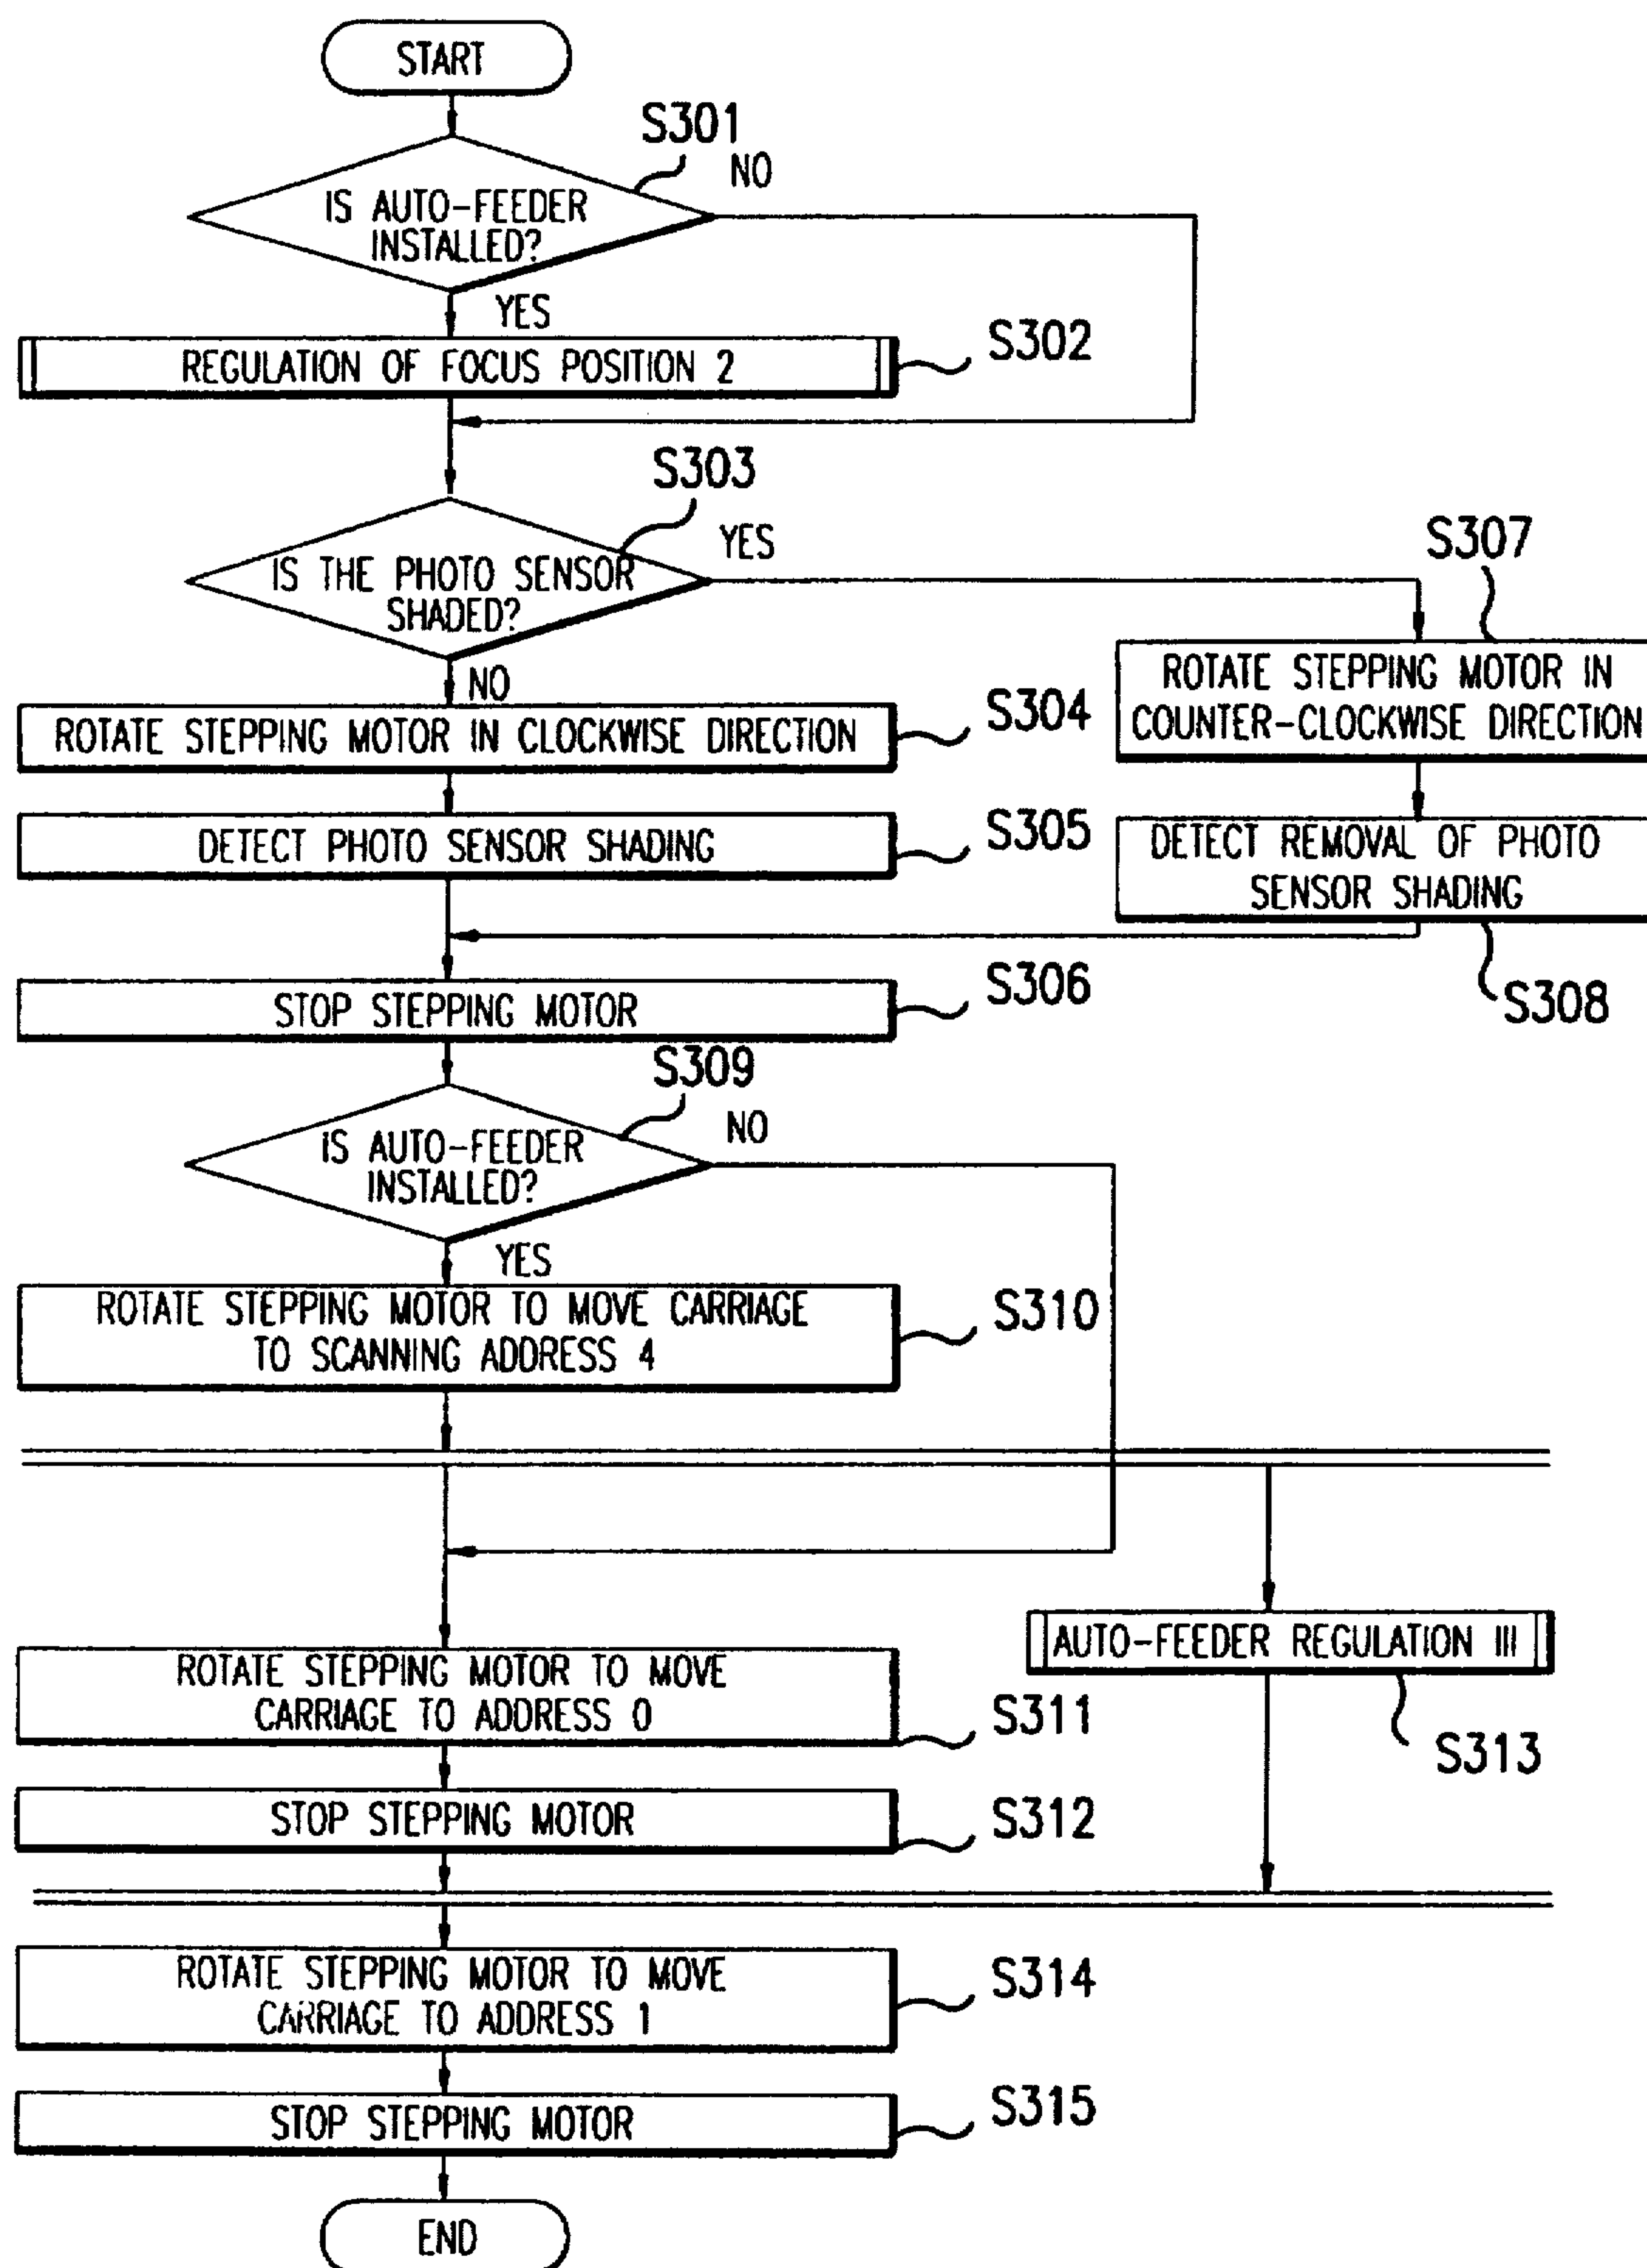 START
S301
NO
IS AUTO-FEEDER
INSTALLED?
YES
REGULATION OF FOCUS POSITION 2
S302
S303
YES
IS THE PHOTO SENSOR
SHADED?
NO
S307
ROTATE STEPPING MOTOR IN
COUNTER-CLOCKWISE DIRECTION
ROTATE STEPPING MOTOR IN CLOCKWISE DIRECTION
S304
DETECT PHOTO SENSOR SHADING
S305
DETECT REMOVAL OF PHOTO
SENSOR SHADING
S308
STOP STEPPING MOTOR
S306
S309
NO
IS AUTO-FEEDER
INSTALLED?
YES
ROTATE STEPPING MOTOR TO MOVE CARRIAGE
TO SCANNING ADDRESS 4
S310
AUTO-FEEDER REGULATION III
S313
ROTATE STEPPING MOTOR TO MOVE
CARRIAGE TO ADDRESS 0
S311
STOP STEPPING MOTOR
S312
ROTATE STEPPING MOTOR TO MOVE
CARRIAGE TO ADDRESS 1
S314
STOP STEPPING MOTOR
S315
END